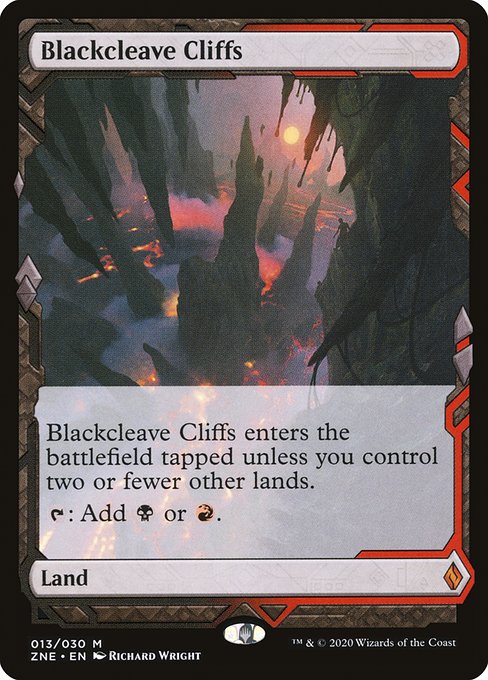 Blackcleave Cliffs
Blackcleave Cliffs enters the
battlefield tapped unless you control
two or fewer other lands.
: Add or .
Land
013/030 M
ZNE • EN Richard Wright
™ & © 2020 Wizards of the Coast